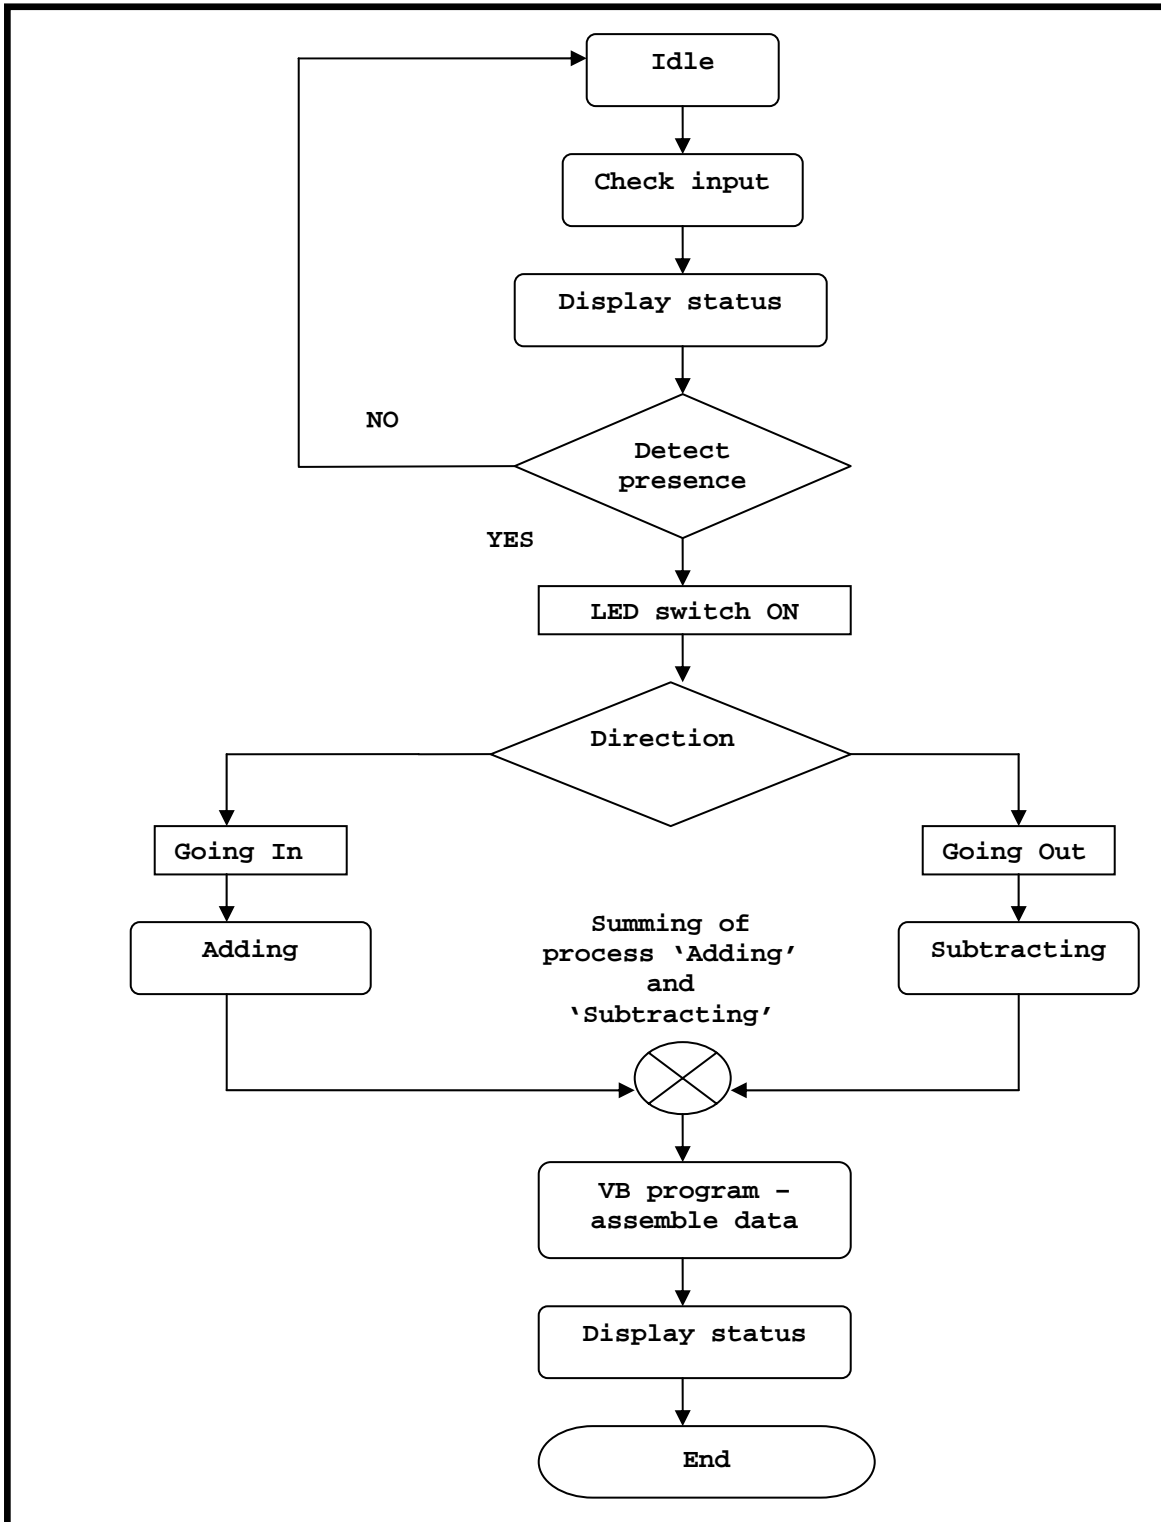 Idle
Check input
Display status
NO
Detect
presence
YES
LED switch ON
Direction
Going In
Going Out
Adding
Summing of
process ‘Adding’
and
‘Subtracting’
Subtracting
VB program –
assemble data
Display status
End